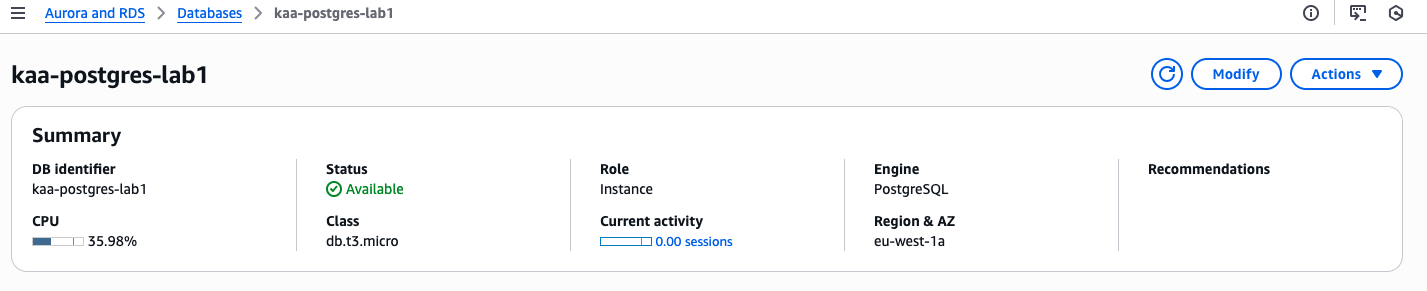 Aurora and RDS > Databases > kaa-postgres-lab1
kaa-postgres-lab1
Modify
Actions
Summary
DB identifier
kaa-postgres-lab1
Status
Available
Role
Instance
Engine
PostgreSQL
Recommendations
CPU
35.98%
Class
db.t3.micro
Current activity
0.00 sessions
Region & AZ
eu-west-1a